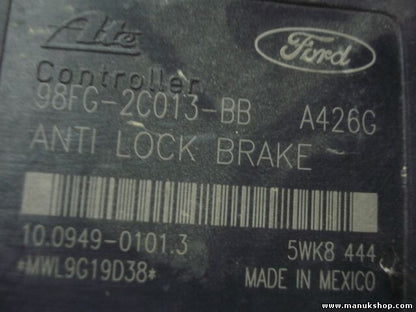 Ate Ford
Controller
98FG-2C013-BB A426G
ANTI LOCK BRAKE
10.0949-0101.3 5WK8 444
*MWL9G19D38* MADE IN MEXICO
www.manukshop.com